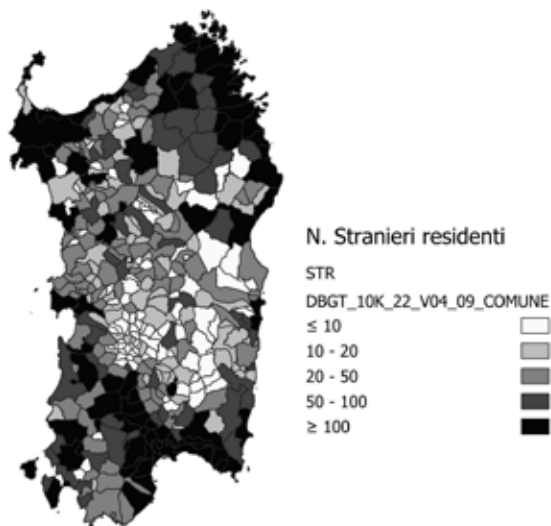 N. Stranieri residenti
STR
DBGT_10K_22_V04_09_COMUNE
≤ 10
10 - 20
20 - 50
50 - 100
≥ 100